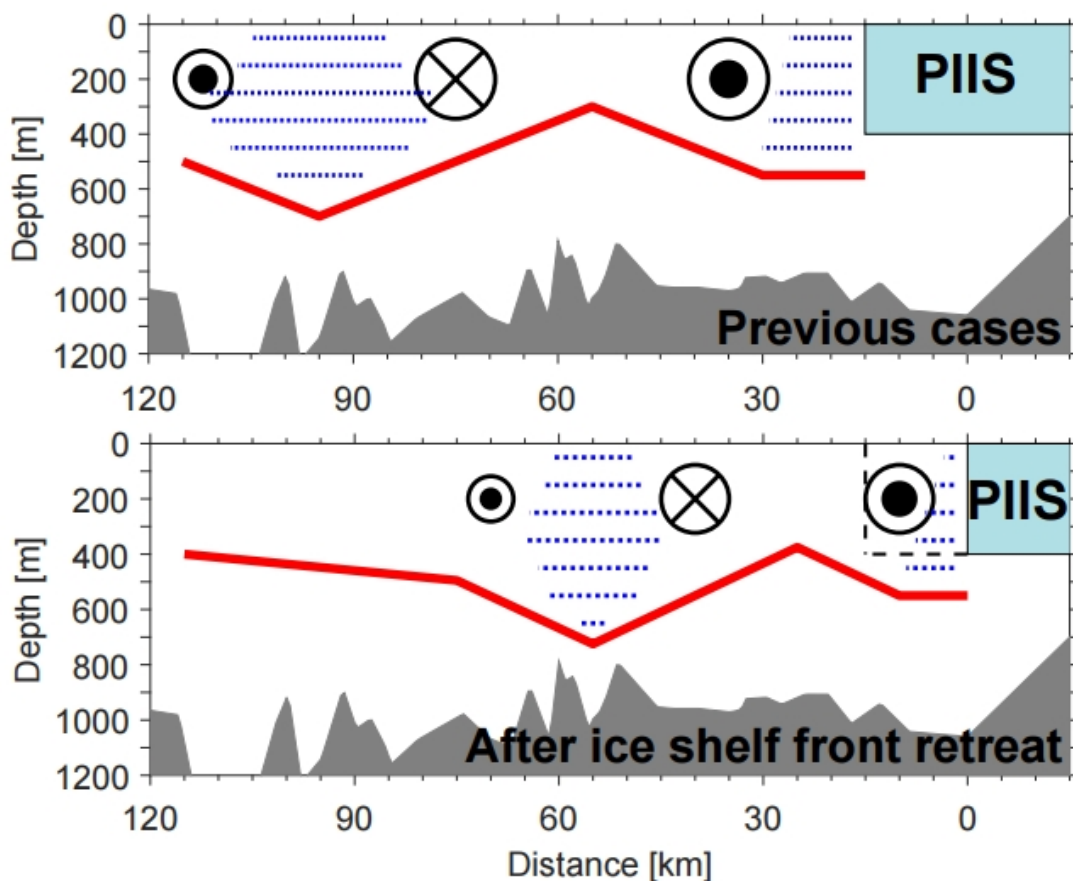 0
200
400
600
800
1000
1200
Depth [m]
PIIS
Previous cases
120 90 60 30 0
0
200
400
600
800
1000
1200
Depth [m]
PIIS
After ice shelf front retreat
120 90 60 30 0
Distance [km]